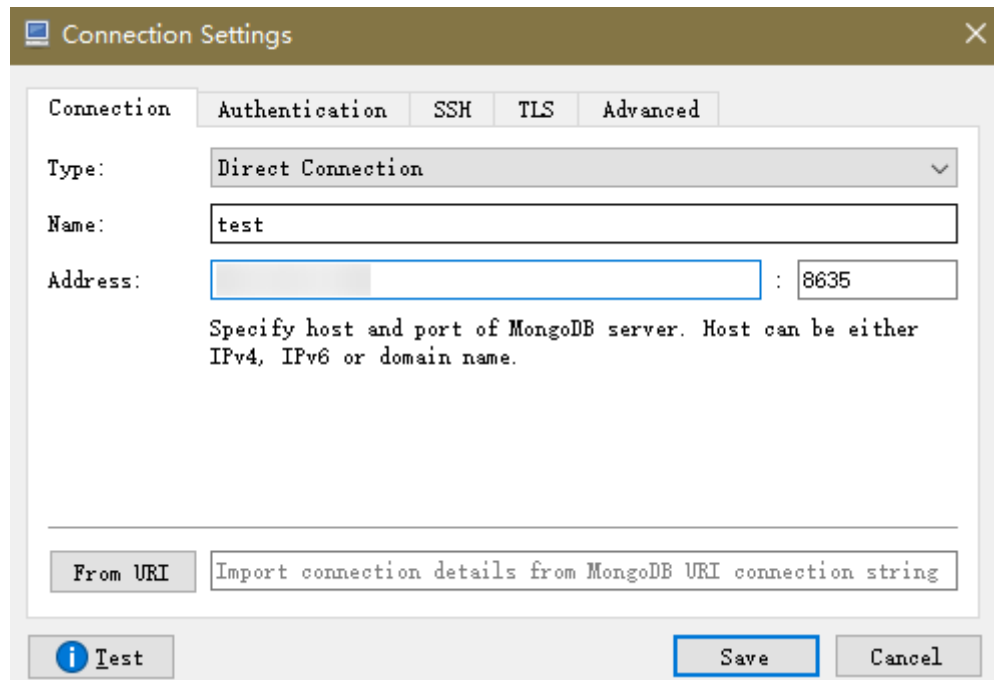 Connection Settings
Connection Authentication SSH TLS Advanced
Type: Direct Connection
Name: test
Address: : 8635
Specify host and port of MongoDB server. Host can be either
IPv4, IPv6 or domain name.
From URI Import connection details from MongoDB URI connection string
Test Save Cancel